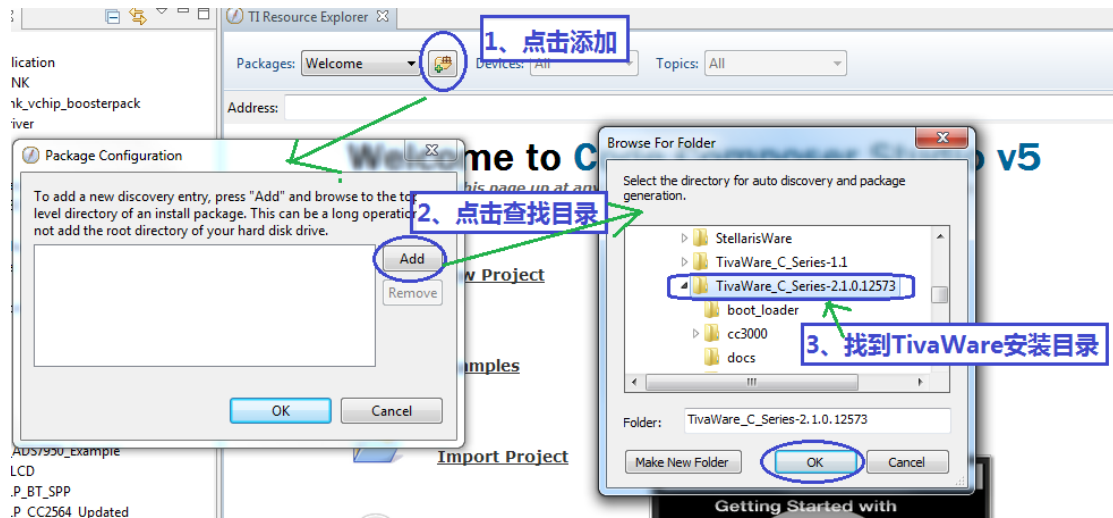 TI Resource Explorer
1、点击添加
lication
NK
nk_vchip_boosterpack
river
Packages: Welcome Devices: All Topics: All
Address:
Package Configuration
To add a new discovery entry, press "Add" and browse to the top
level directory of an install package. This can be a long operation
not add the root directory of your hard disk drive.
Add
Remove
OK Cancel
Welcome to Code Composer Studio v5
his page up at any
2、点击查找目录
w Project
amples
Import Project
Browse For Folder
Select the directory for auto discovery and package
generation.
StellarisWare
TivaWare_C_Series-1.1
TivaWare_C_Series-2.1.0.12573
boot_loader
cc3000
docs
3、找到TivaWare安装目录
Folder: TivaWare_C_Series-2.1.0.12573
Make New Folder OK Cancel
Getting Started with
_ADS7950_Example
LCD
P_BT_SPP
P_CC2564_Updated